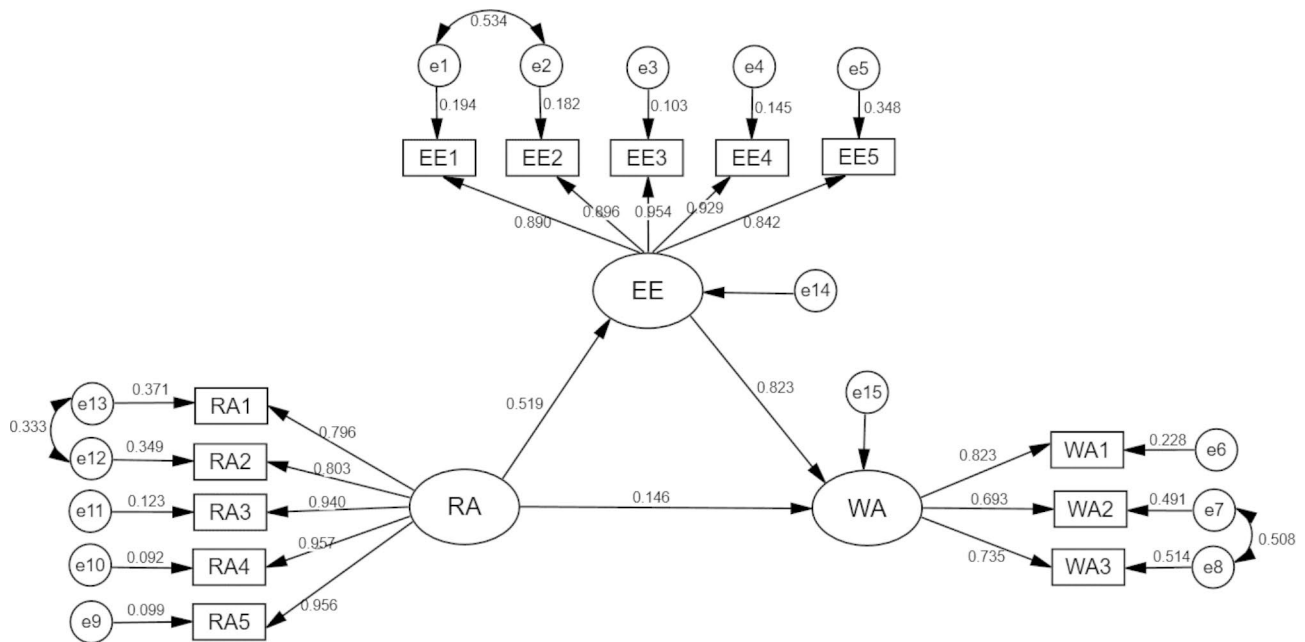 0.534
e1 e2 e3 e4 e5
0.194 0.182 0.103 0.145 0.348
EE1 EE2 EE3 EE4 EE5
0.890 0.896 0.954 0.929 0.842
EE e14
0.519 0.823
e15
e13 0.371 RA1
0.333
0.796
e12 0.349 RA2
0.803
e11 0.123 RA3
0.940
e10 0.092 RA4
0.957
e9 0.099 RA5
0.956
RA 0.146 WA
0.823 WA1 0.228 e6
0.693 WA2 0.491 e7
0.508
0.735 WA3 0.514 e8